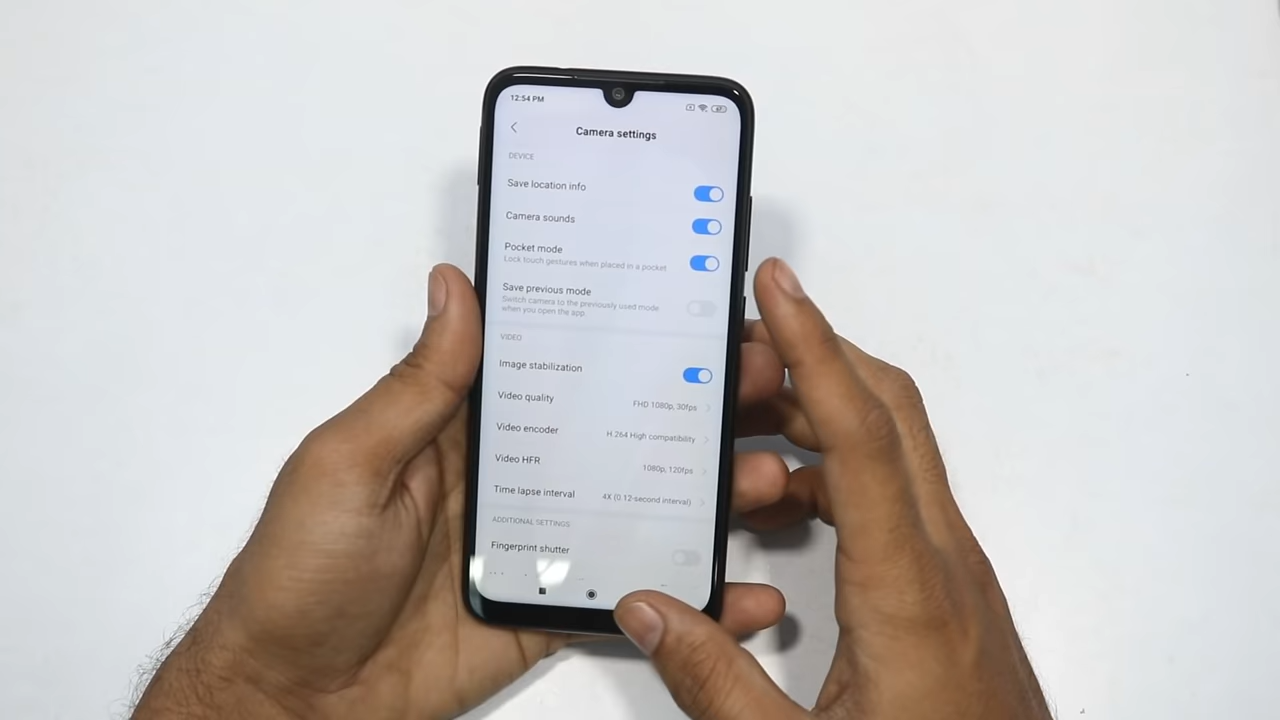 12:54 PM
Camera settings
DEVICE
Save location info
Camera sounds
Pocket mode
Lock touch gestures when placed in a pocket
Save previous mode
Switch camera to the previously used mode
when you open the app.
VIDEO
Image stabilization
Video quality FHD 1080p, 30fps
Video encoder H.264 High compatibility
Video HFR 1080p, 120fps
Time lapse interval 4X (0.12-second interval)
ADDITIONAL SETTINGS
Fingerprint shutter